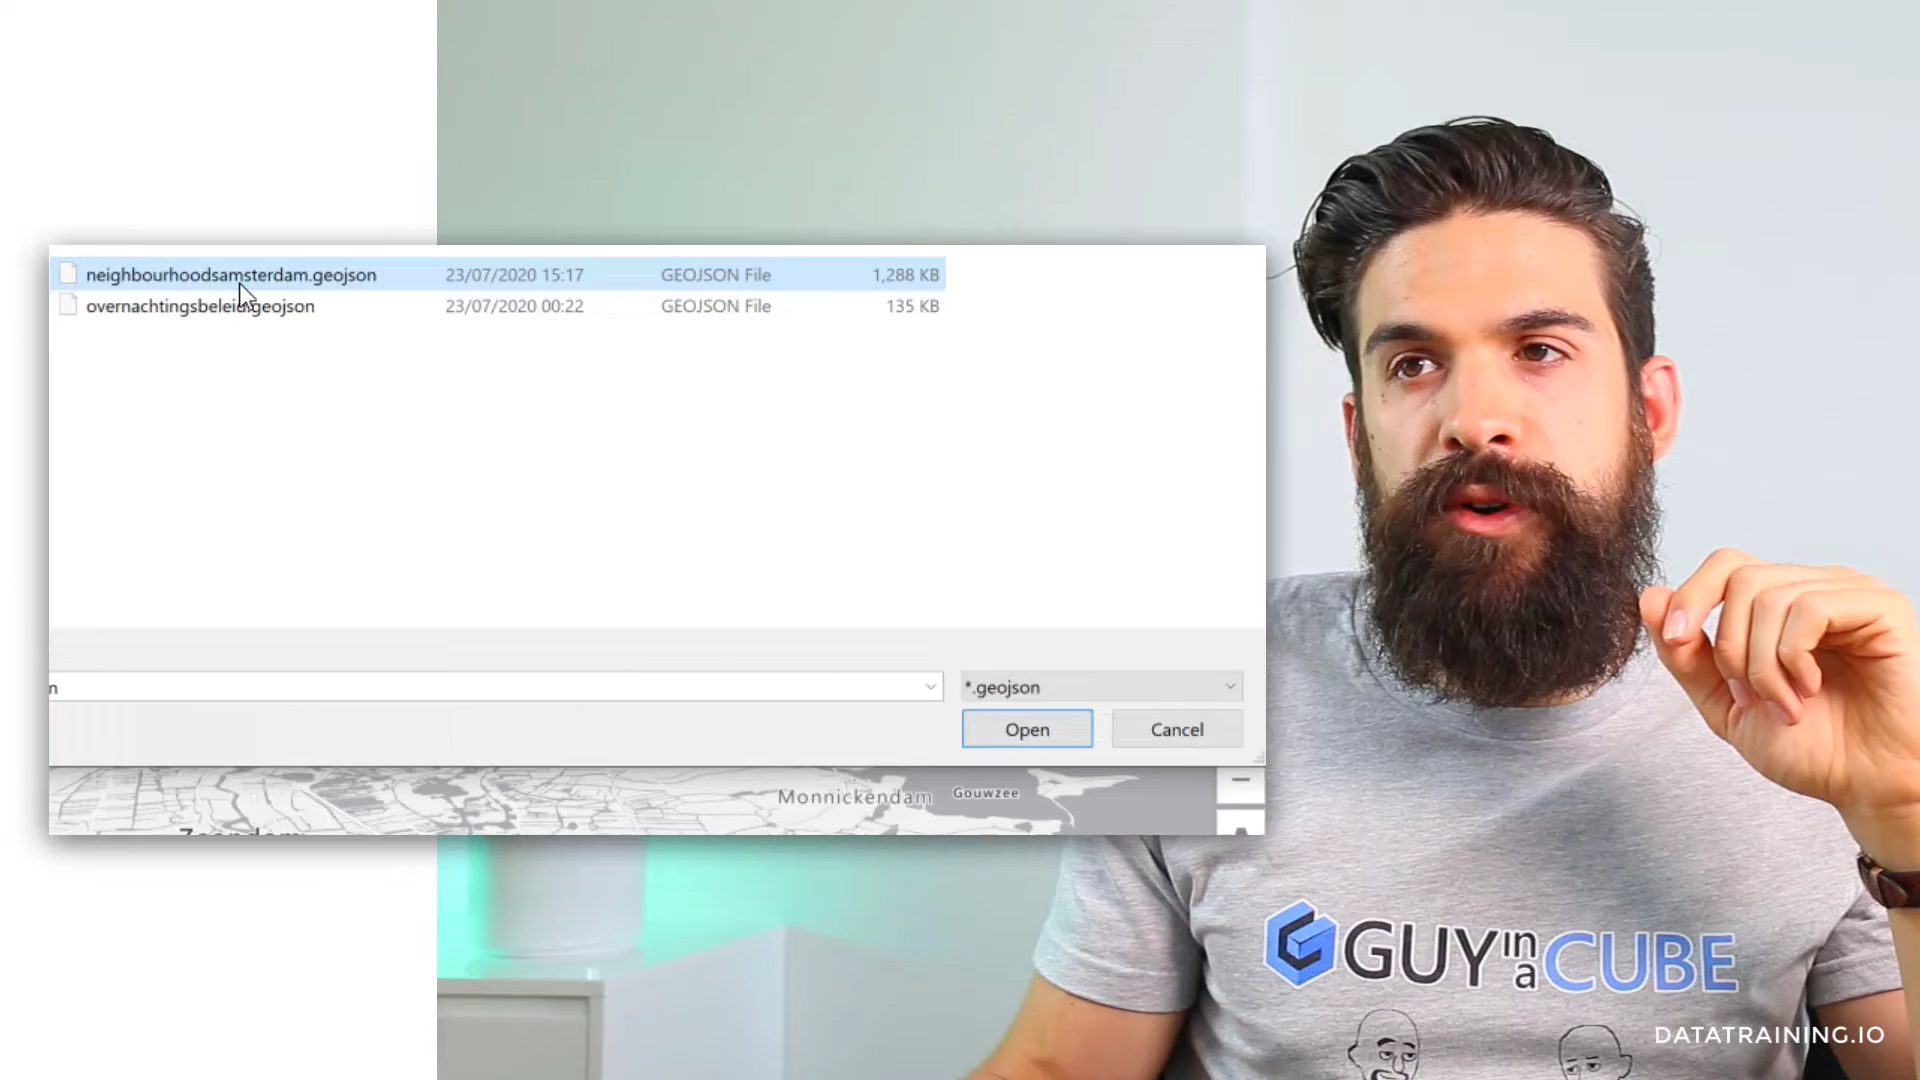 neighbourhoodsamsterdam.geojson 23/07/2020 15:17 GEOJSON File 1,288 KB
overnachtingsbeleid.geojson 23/07/2020 00:22 GEOJSON File 135 KB
n *.geojson
Open Cancel
Monnickendam Gouwzee
Zaandam
GUY in a CUBE
DATATRAINING.IO